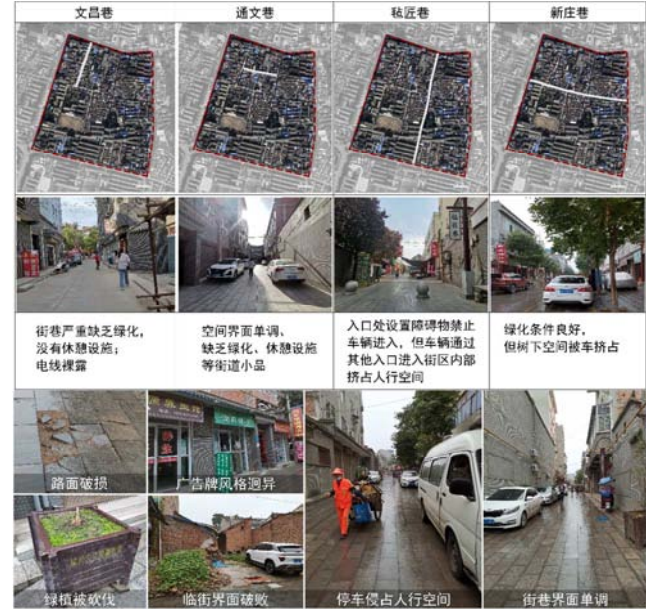 文昌巷
通文巷
毡匠巷
新庄巷
街巷严重缺乏绿化，
没有休憩设施；
电线裸露
空间界面单调、
缺乏绿化、休憩设施
等街道小品
入口处设置障碍物禁止
车辆进入，但车辆通过
其他入口进入街区内部
挤占人行空间
绿化条件良好，
但树下空间被车挤占
路面破损
广告牌风格迥异
绿植被砍伐
临街界面破败
停车侵占人行空间
街巷界面单调